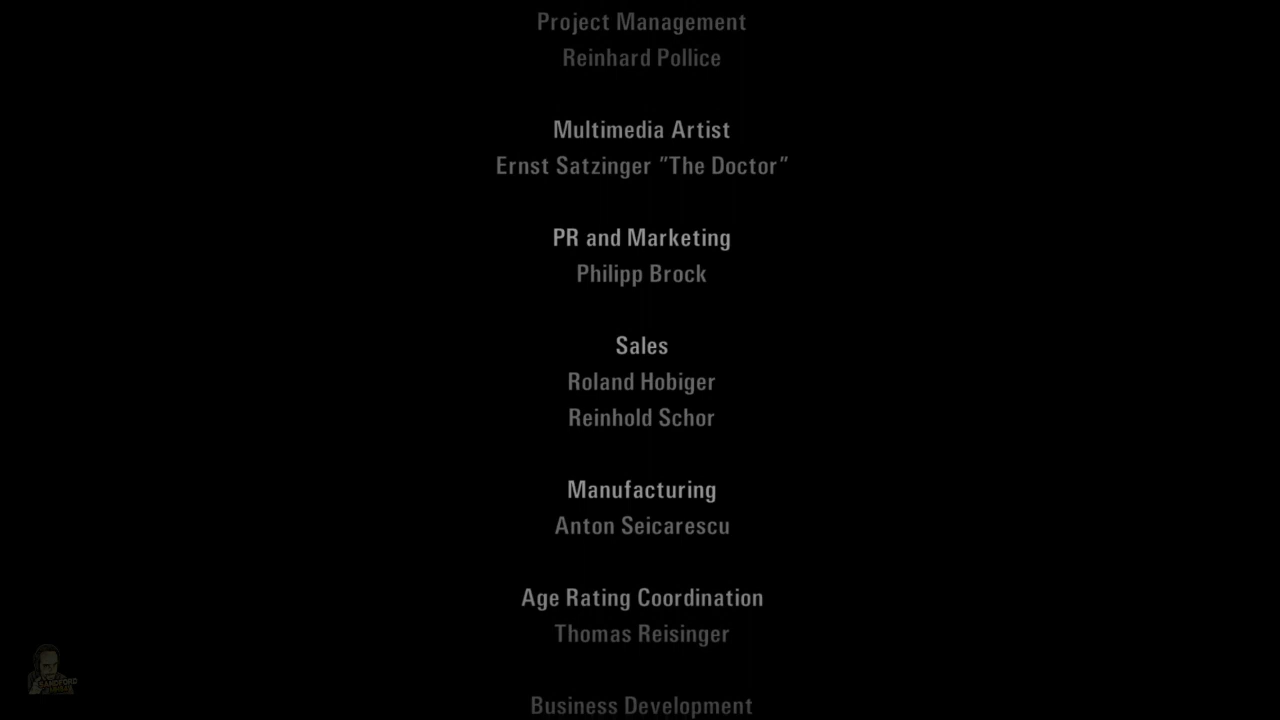 Project Management
Reinhard Pollice
Multimedia Artist
Ernst Satzinger "The Doctor"
PR and Marketing
Philipp Brock
Sales
Roland Hobiger
Reinhold Schor
Manufacturing
Anton Seicarescu
Age Rating Coordination
Thomas Reisinger
Business Development